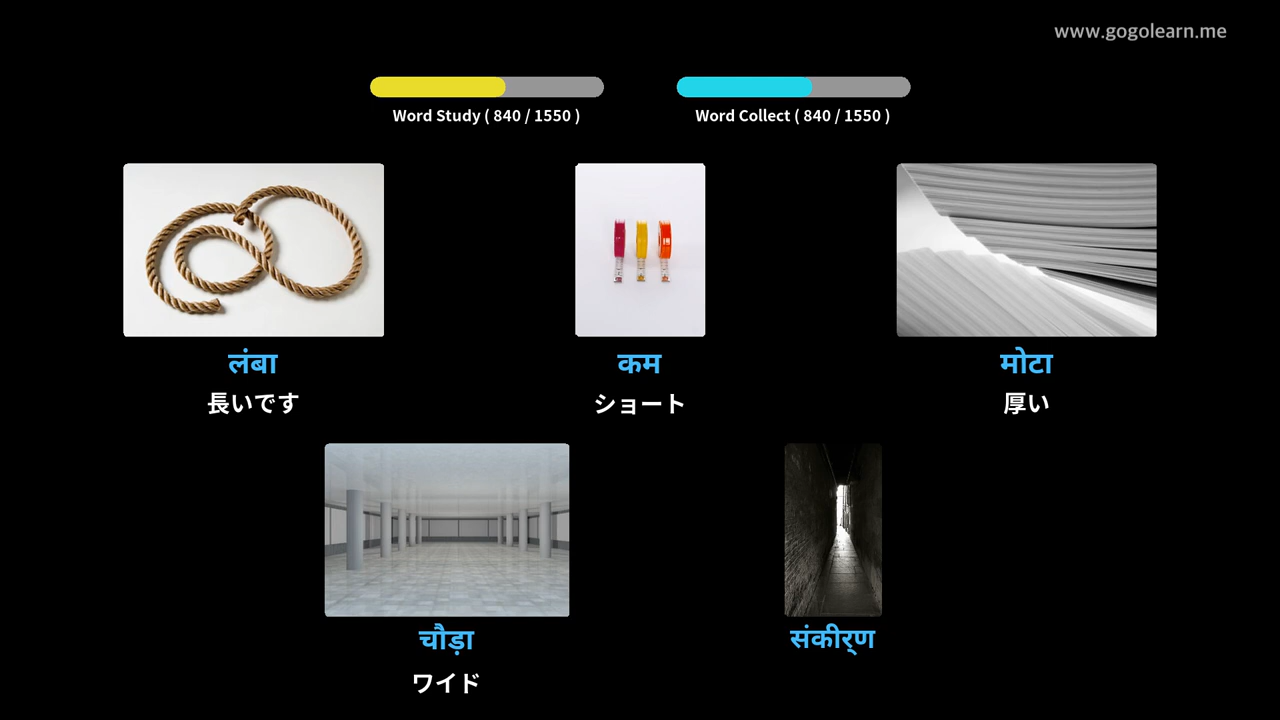 www.gogolearn.me
Word Study ( 840 / 1550 )
Word Collect ( 840 / 1550 )
लंबा
कम
मोटा
長いです
ショート
厚い
चौड़ा
संकीर्ण
ワイド